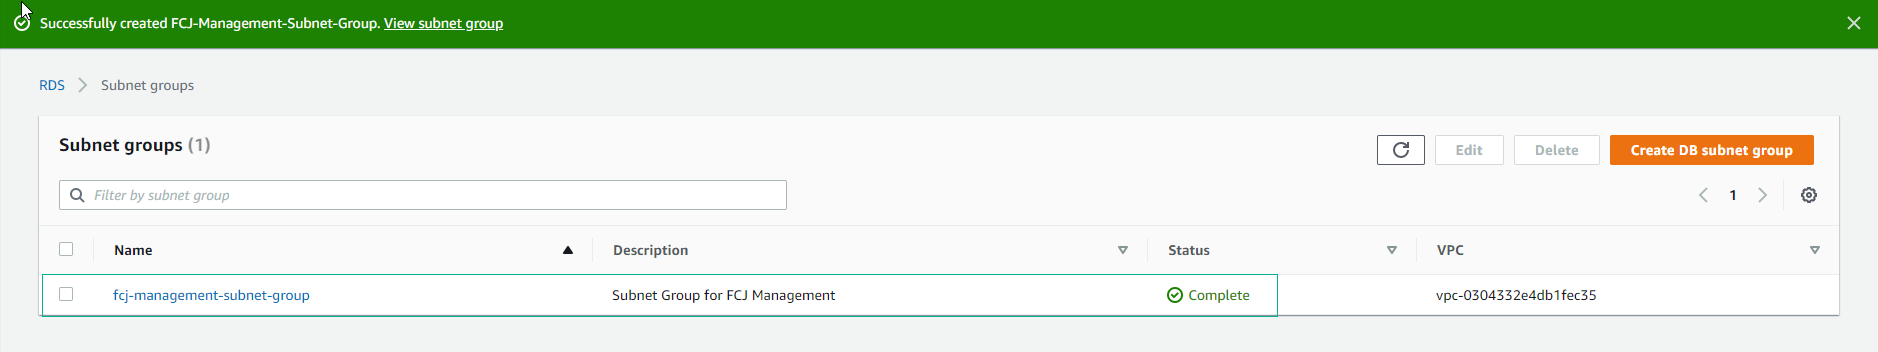 Successfully created FCJ-Management-Subnet-Group. View subnet group
RDS Subnet groups
Subnet groups (1)
Edit Delete Create DB subnet group
Filter by subnet group
1
Name Description Status VPC
fcj-management-subnet-group Subnet Group for FCJ Management Complete vpc-0304332e4db1fec35